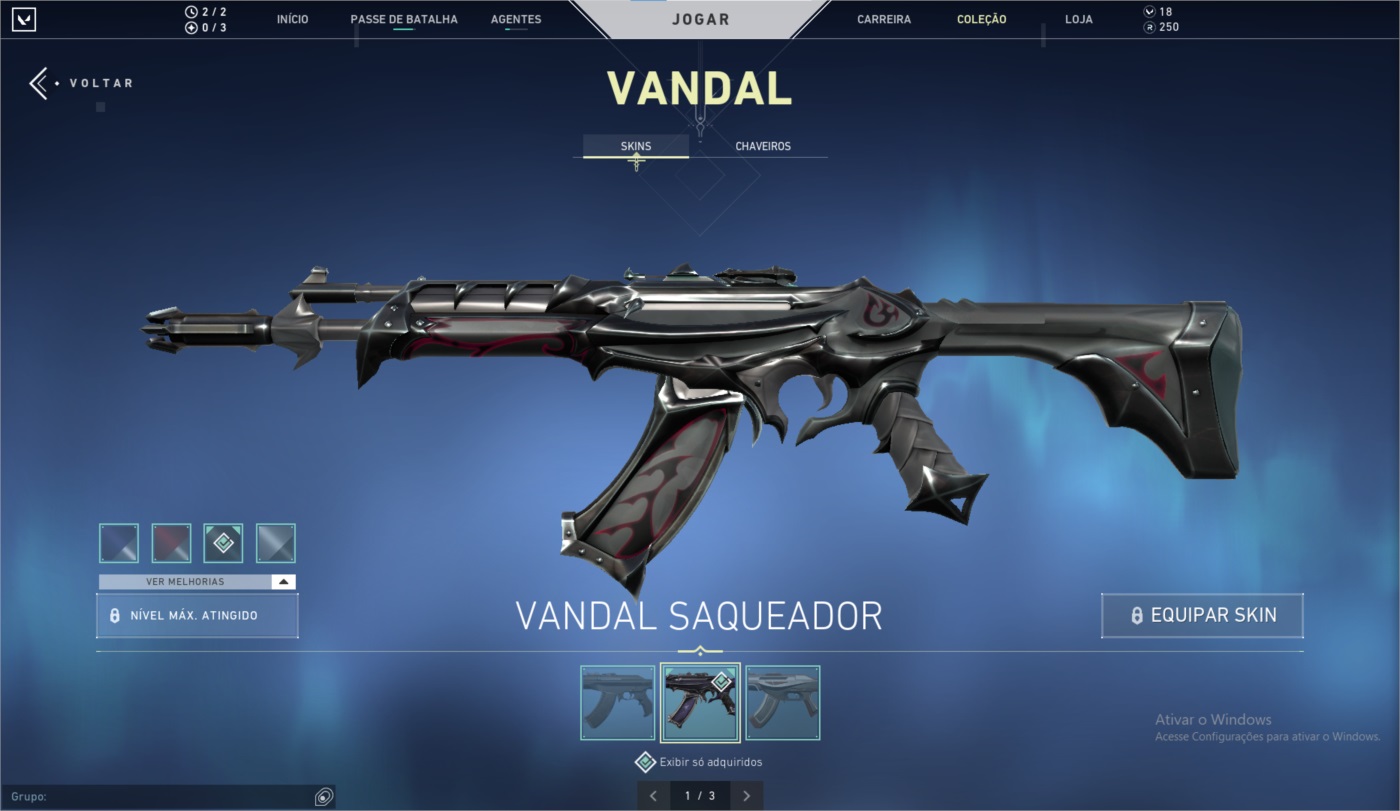 2 / 2
0 / 3
INÍCIO
PASSE DE BATALHA
AGENTES
JOGAR
CARREIRA
COLEÇÃO
LOJA
18
250
VOLTAR
VANDAL
SKINS
CHAVEIROS
VER MELHORIAS
NÍVEL MÁX. ATINGIDO
VANDAL SAQUEADOR
EQUIPAR SKIN
Exibir só adquiridos
Ativar o Windows
Acesse Configurações para ativar o Windows.
Grupo:
1 / 3